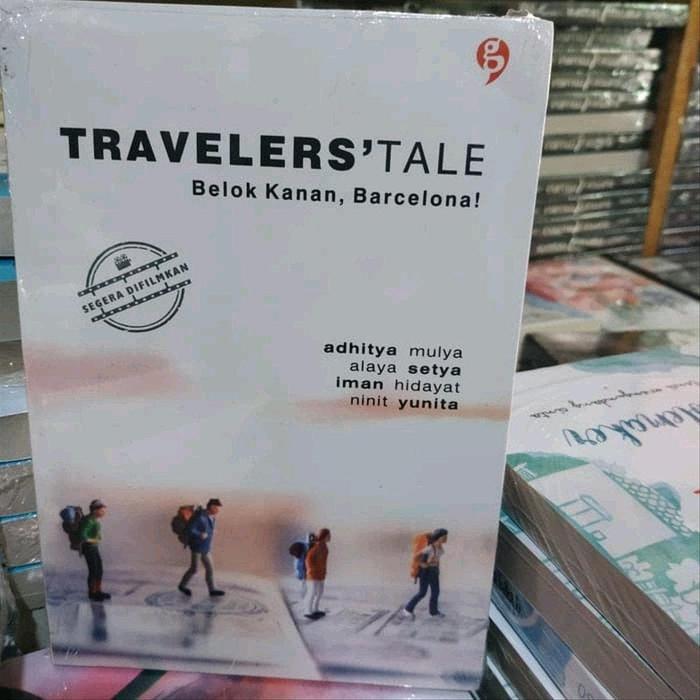 g
TRAVELERS'TALE
Belok Kanan, Barcelona!
SEGERA DIFILMKAN
adhitya mulya
alaya setya
iman hidayat
ninit yunita